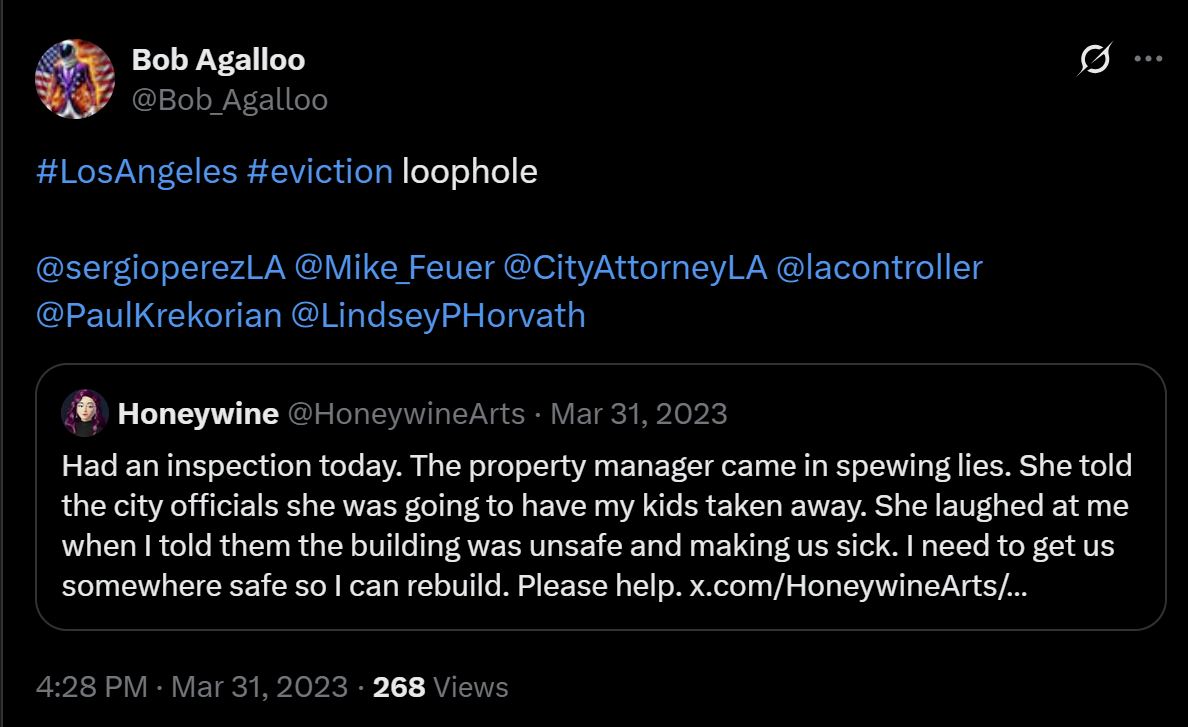 Bob Agalloo
@Bob_Agalloo
#LosAngeles #eviction loophole
@sergioperezLA @Mike_Feuer @CityAttorneyLA @lacontroller
@PaulKrekorian @LindseyPHorvath
Honeywine @HoneywineArts · Mar 31, 2023
Had an inspection today. The property manager came in spewing lies. She told
the city officials she was going to have my kids taken away. She laughed at me
when I told them the building was unsafe and making us sick. I need to get us
somewhere safe so I can rebuild. Please help. x.com/HoneywineArts/...
4:28 PM · Mar 31, 2023 · 268 Views